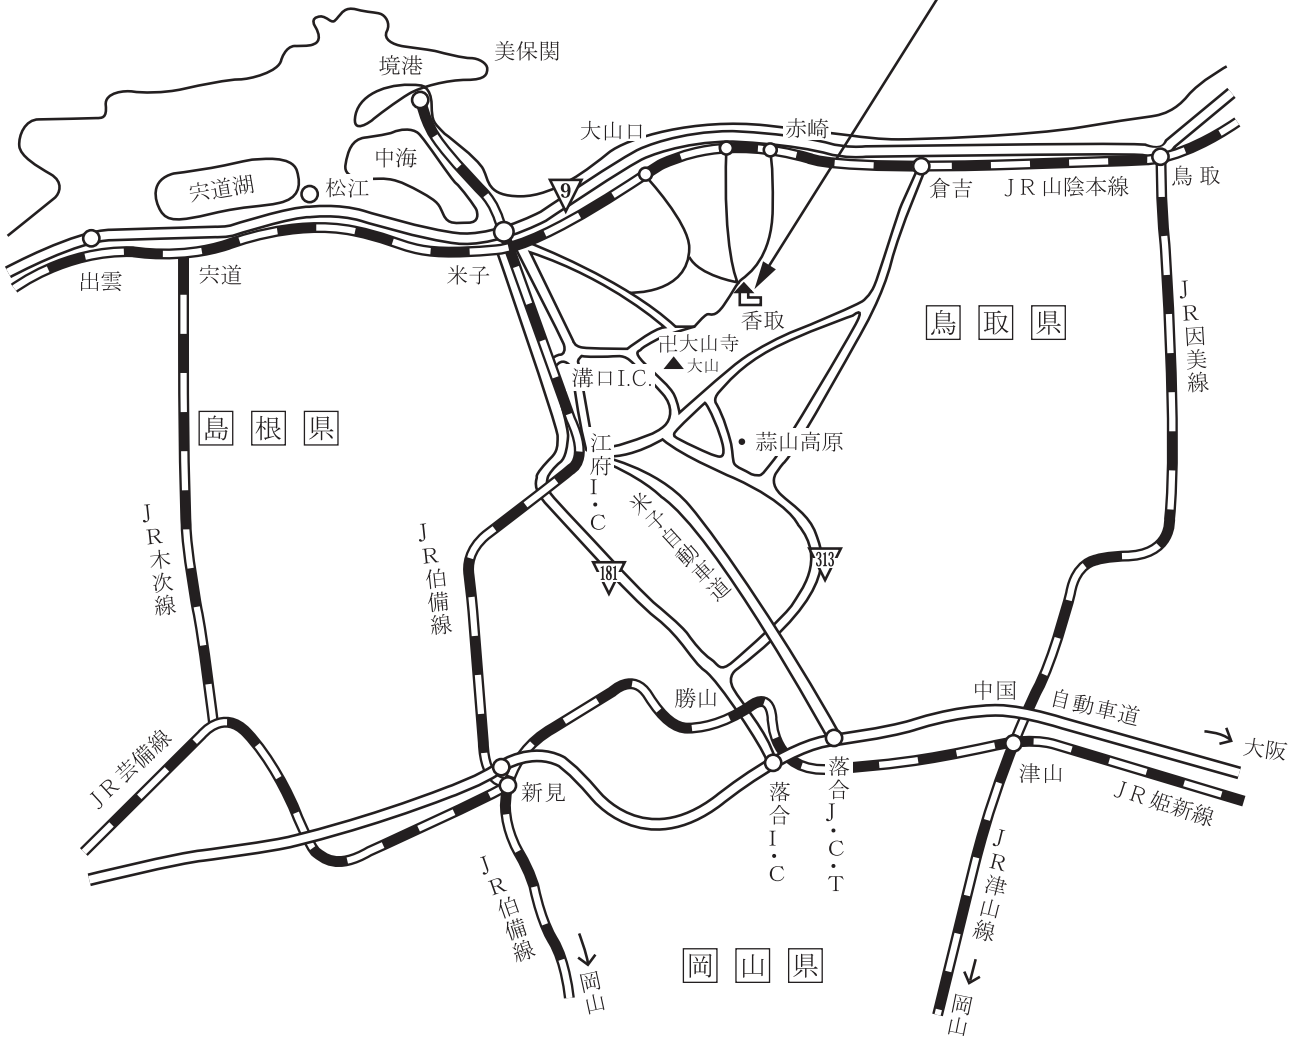 美保関
境港
大山口
赤崎
中海
宍道湖
松江
9
倉吉
JR山陰本線
鳥取
出雲
宍道
米子
香取
鳥取県
JR因美線
卍大山寺
大山
溝口I.C.
島根県
江府I・C
蒜山高原
米子自動車道
JR木次線
JR伯備線
181
313
勝山
中国
自動車道
大阪
JR芸備線
新見
落合I・C
落合J・C・T
津山
JR姫新線
JR伯備線
JR津山線
岡山県
岡山
岡山